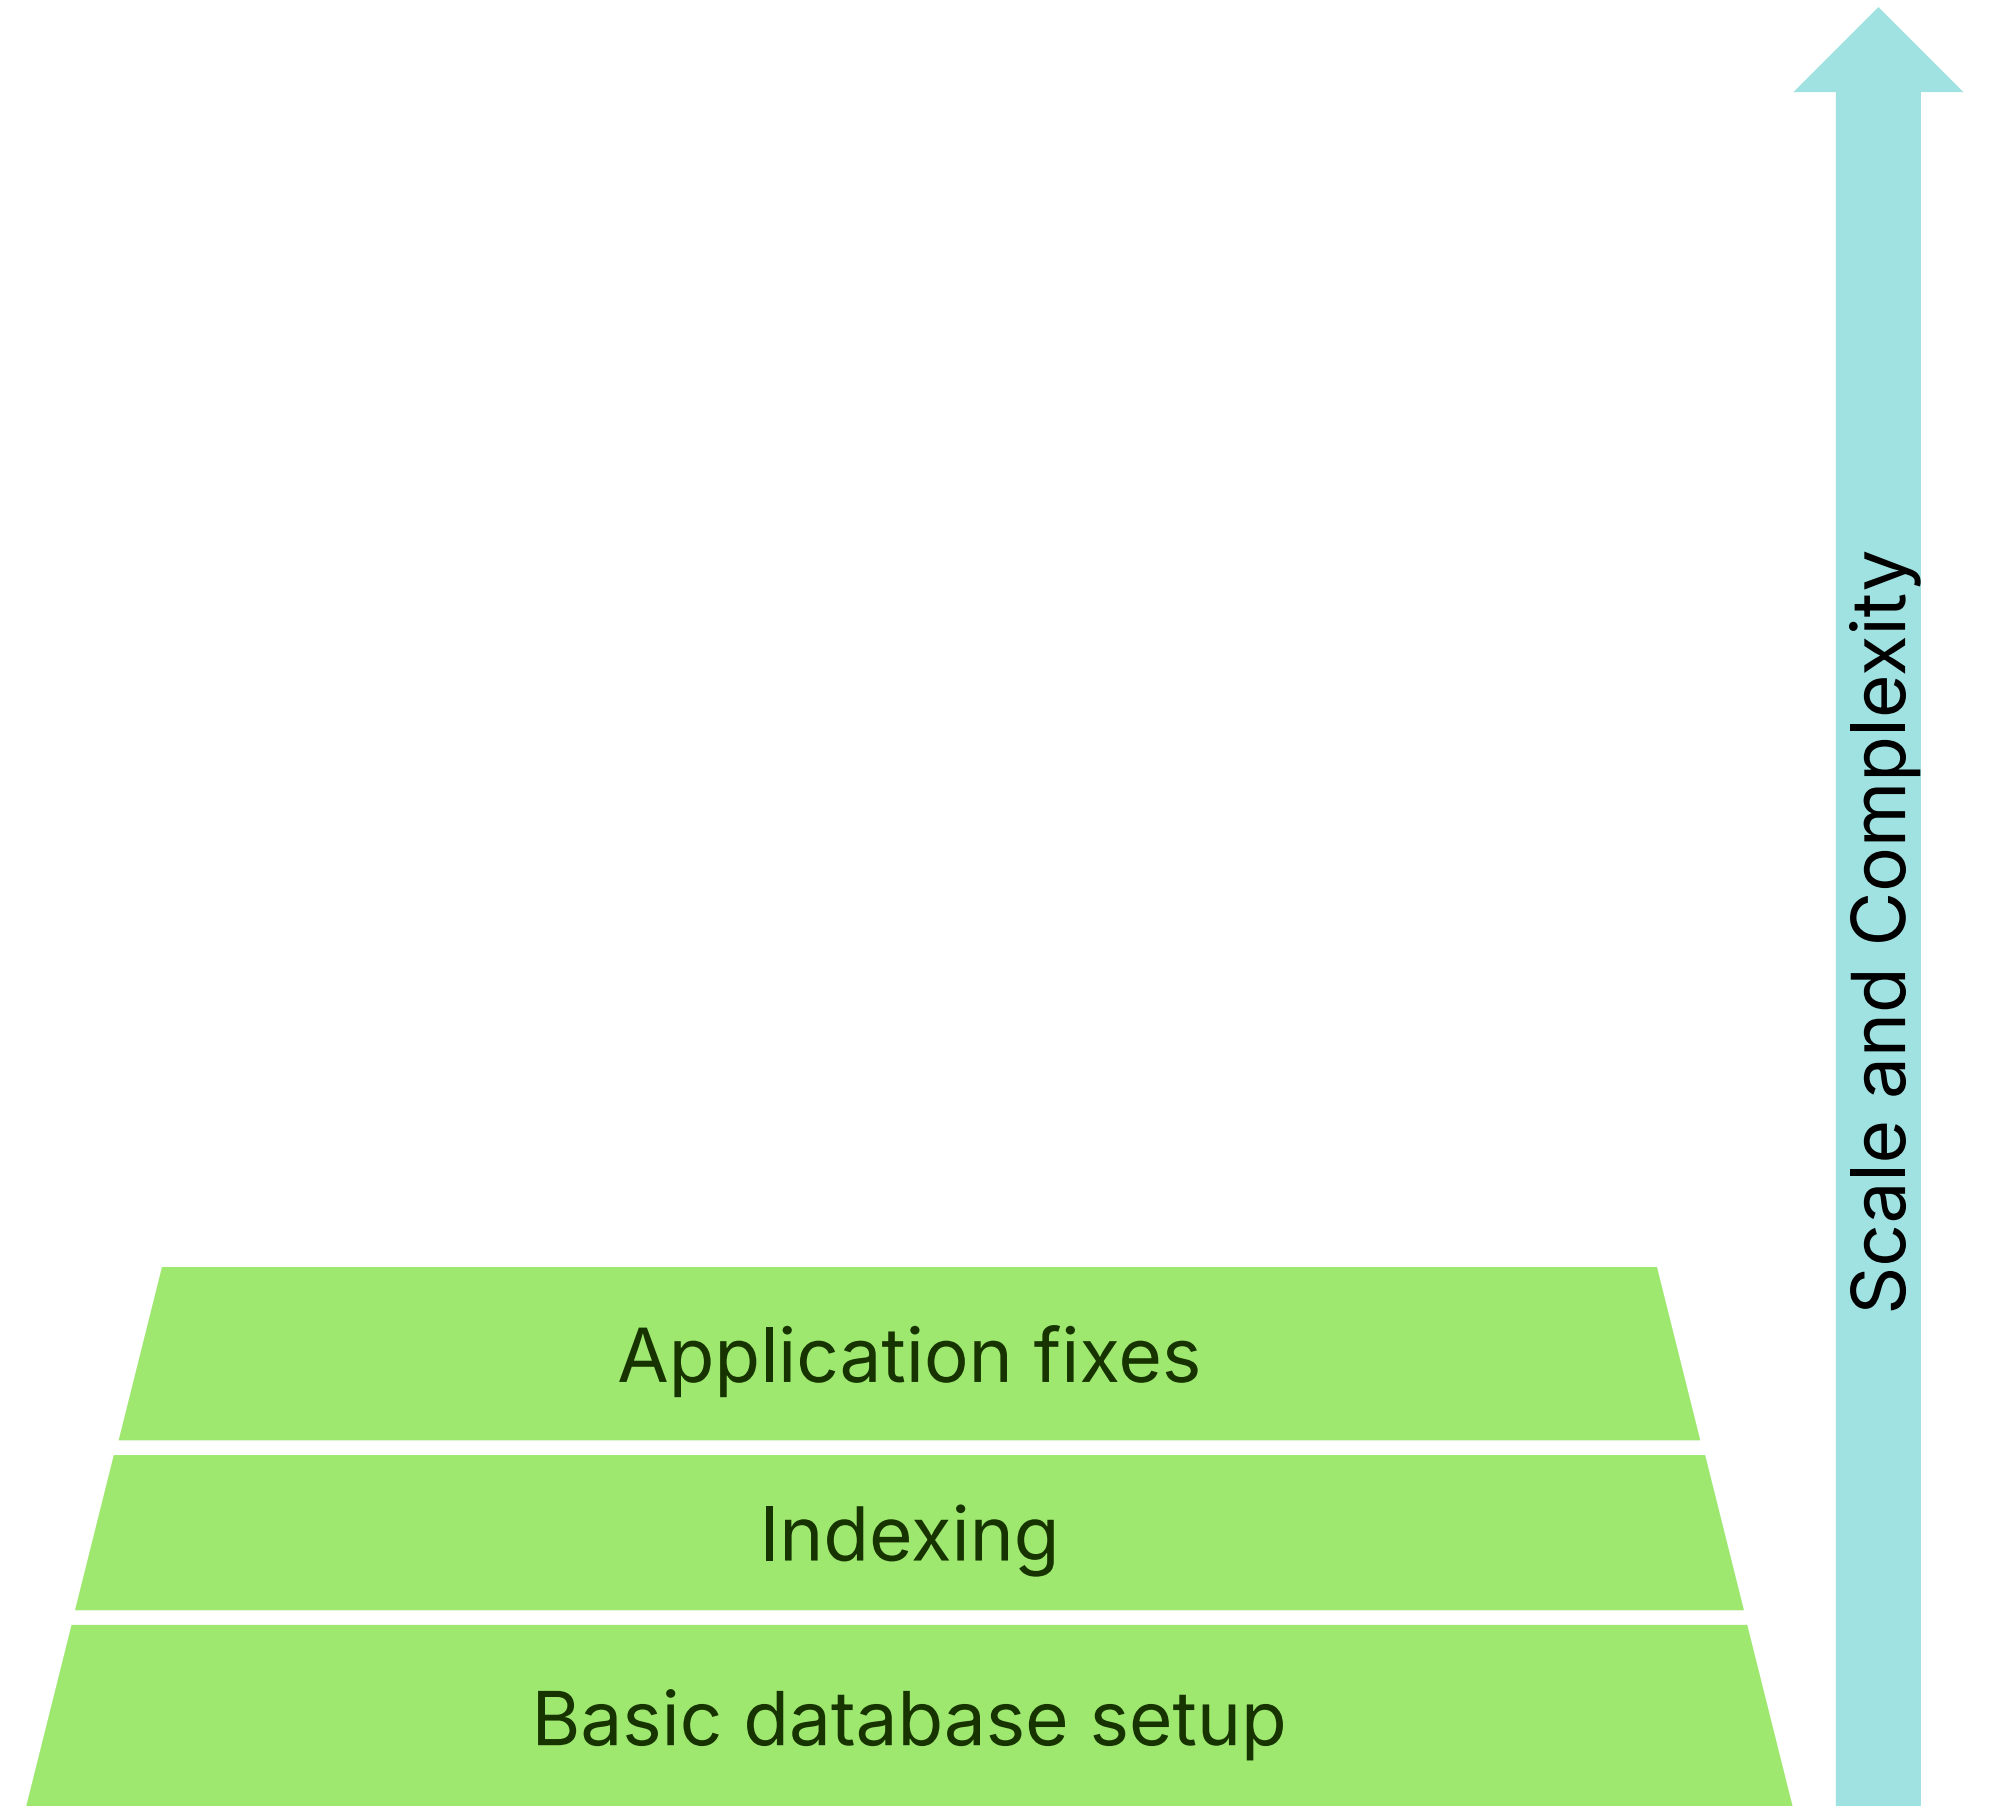 Scale and Complexity
Application fixes
Indexing
Basic database setup